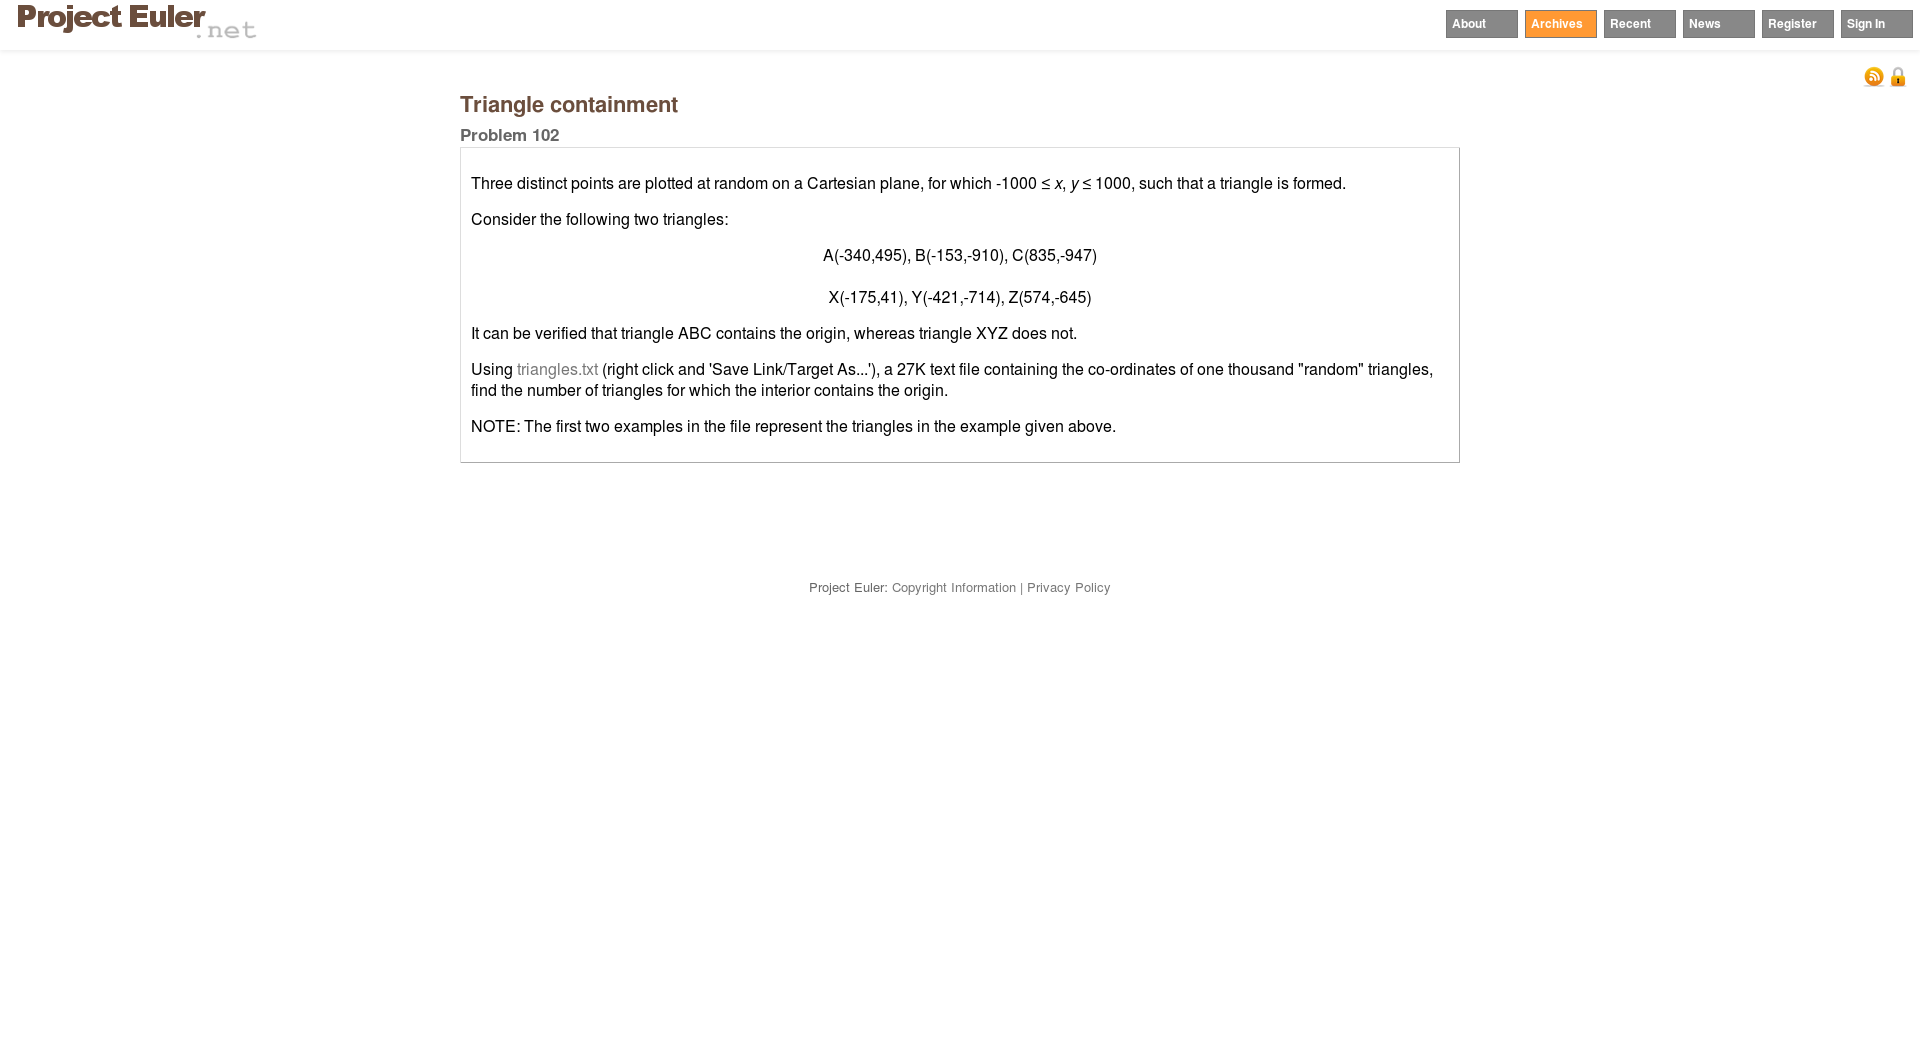 Project Euler.net
About Archives Recent News Register Sign In
Triangle containment
Problem 102
Three distinct points are plotted at random on a Cartesian plane, for which -1000 ≤ x, y ≤ 1000, such that a triangle is formed.
Consider the following two triangles:
A(-340,495), B(-153,-910), C(835,-947)
X(-175,41), Y(-421,-714), Z(574,-645)
It can be verified that triangle ABC contains the origin, whereas triangle XYZ does not.
Using triangles.txt (right click and 'Save Link/Target As...'), a 27K text file containing the co-ordinates of one thousand "random" triangles,
find the number of triangles for which the interior contains the origin.
NOTE: The first two examples in the file represent the triangles in the example given above.
Project Euler: Copyright Information | Privacy Policy